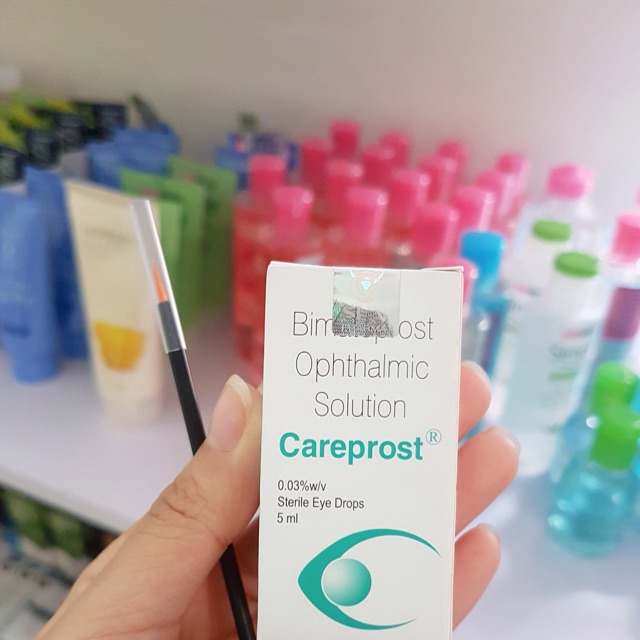 Ophthalmic
Solution
Careprost®
0.03%w/v
Sterile Eye Drops
5 ml